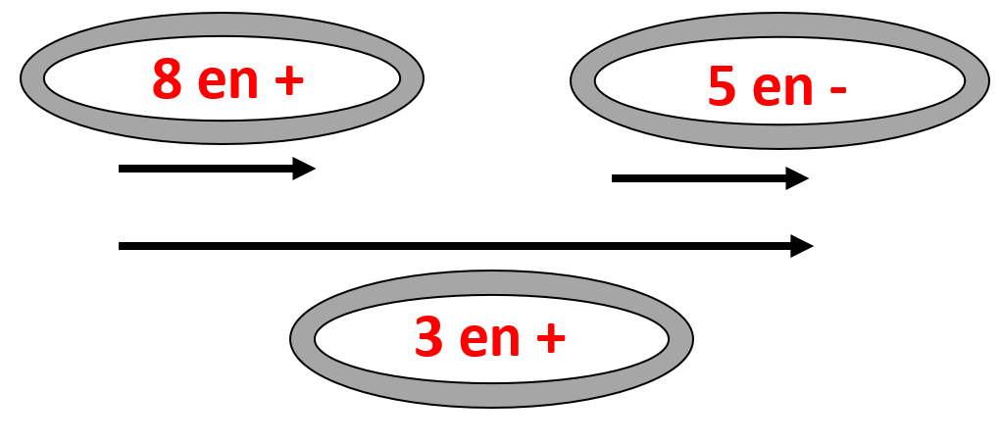 8 en +
5 en -
3 en +